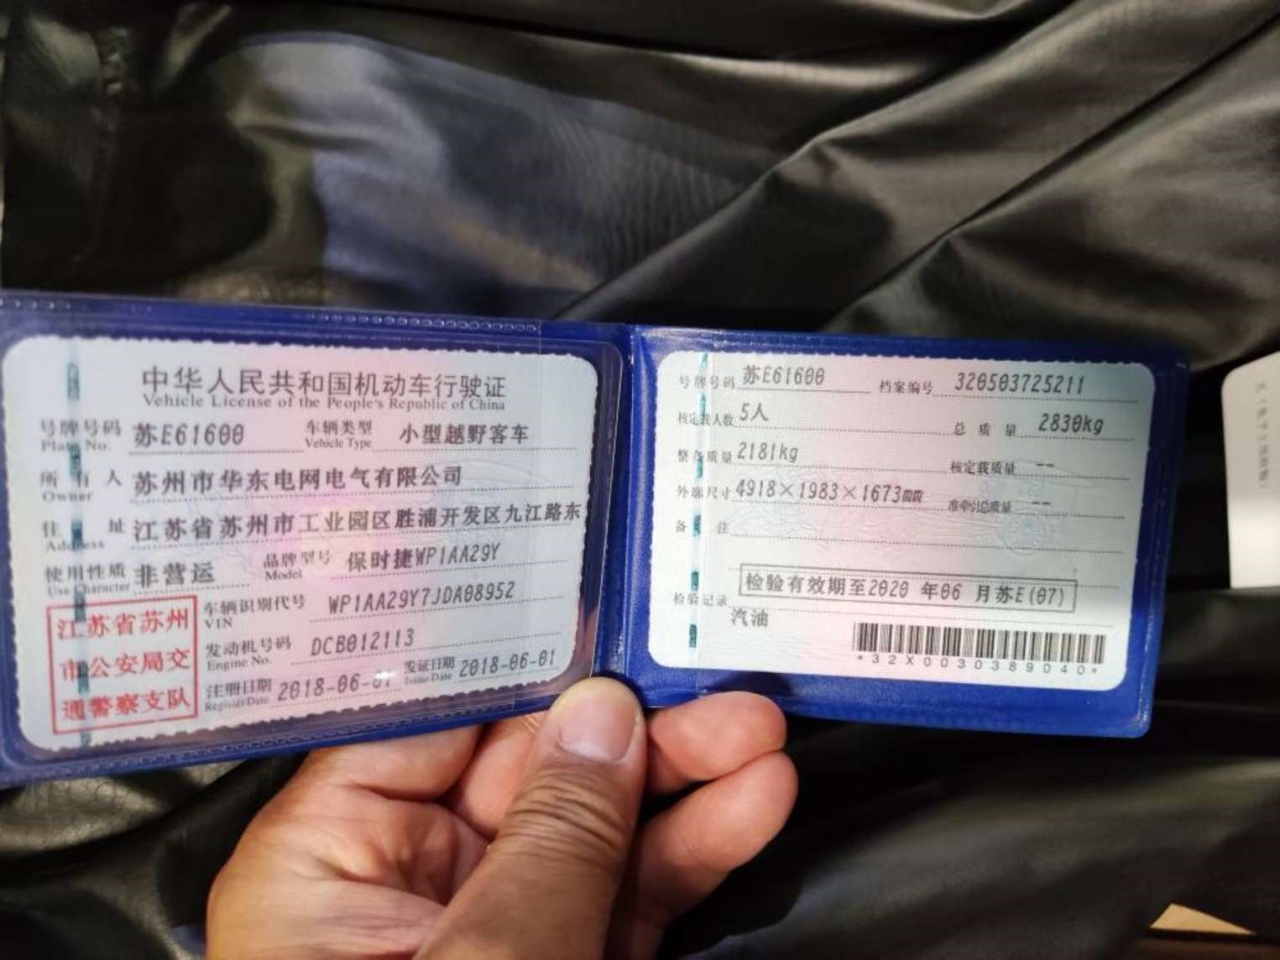 中华人民共和国机动车行驶证
Vehicle License of the People's Republic of China
号牌号码 苏E61600 车辆类型 小型越野客车
Plate No. Vehicle Type
所有人 苏州市华东电网电气有限公司
Owner
住址 江苏省苏州市工业园区胜浦开发区九江路东
Address
使用性质 非营运 品牌型号 保时捷WP1AA29Y
Use Character Model
江苏省苏州
市公安局交
通警察支队
车辆识别代号 WP1AA29Y7JDA08952
VIN
发动机号码 DCB012113
Engine No.
注册日期 2018-06-01 发证日期 2018-06-01
Register Date Issue Date
号牌号码 苏E61600 档案编号 320503725211
核定载人数 5人 总质量 2830kg
整备质量 2181kg 核定载质量 --
外廓尺寸 4918×1983×1673mm 准牵引总质量 --
备注
检验有效期至2020 年06 月苏E(07)
检验记录
汽油
*32X0030389040*